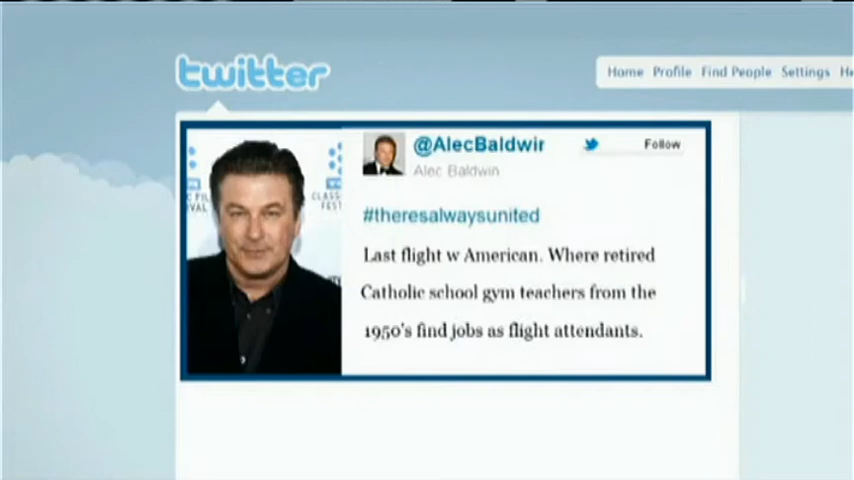 twitter
Home Profile Find People Settings He
@AlecBaldwir
Follow
Alec Baldwin
#theresalwaysunited
Last flight w American. Where retired
Catholic school gym teachers from the
1950's find jobs as flight attendants.